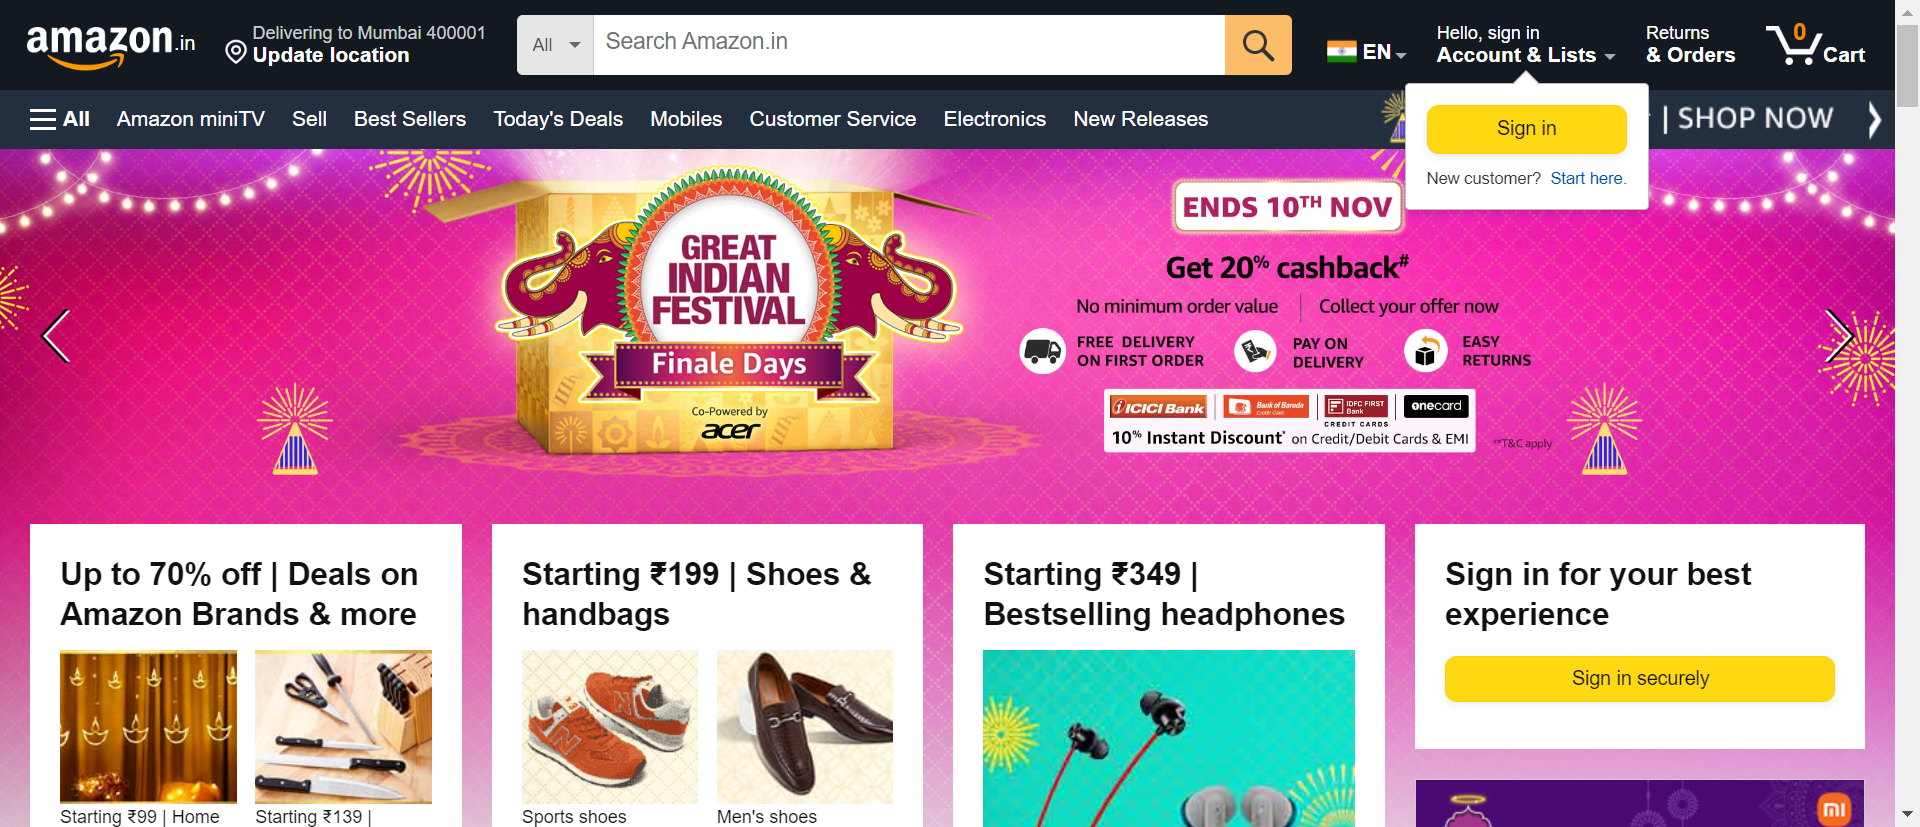 amazon.in
Delivering to Mumbai 400001
Update location
All
Search Amazon.in
EN
Hello, sign in
Account & Lists
Returns
& Orders
0
Cart
All
Amazon miniTV
Sell
Best Sellers
Today's Deals
Mobiles
Customer Service
Electronics
New Releases
| SHOP NOW
Sign in
New customer? Start here.
GREAT
INDIAN
FESTIVAL
Finale Days
Co-Powered by
acer
ENDS 10TH NOV
Get 20% cashback#
No minimum order value
Collect your offer now
FREE DELIVERY
ON FIRST ORDER
PAY ON
DELIVERY
EASY
RETURNS
ICICI Bank
Bank of Baroda
Credit Card
IDFC FIRST
Bank
CREDIT CARDS
onecard
10% Instant Discount* on Credit/Debit Cards & EMI
#*T&C apply
Up to 70% off | Deals on
Amazon Brands & more
Starting ₹99 | Home
Starting ₹139 |
Starting ₹199 | Shoes &
handbags
N
N
Sports shoes
Men's shoes
Starting ₹349 |
Bestselling headphones
Sign in for your best
experience
Sign in securely
mi